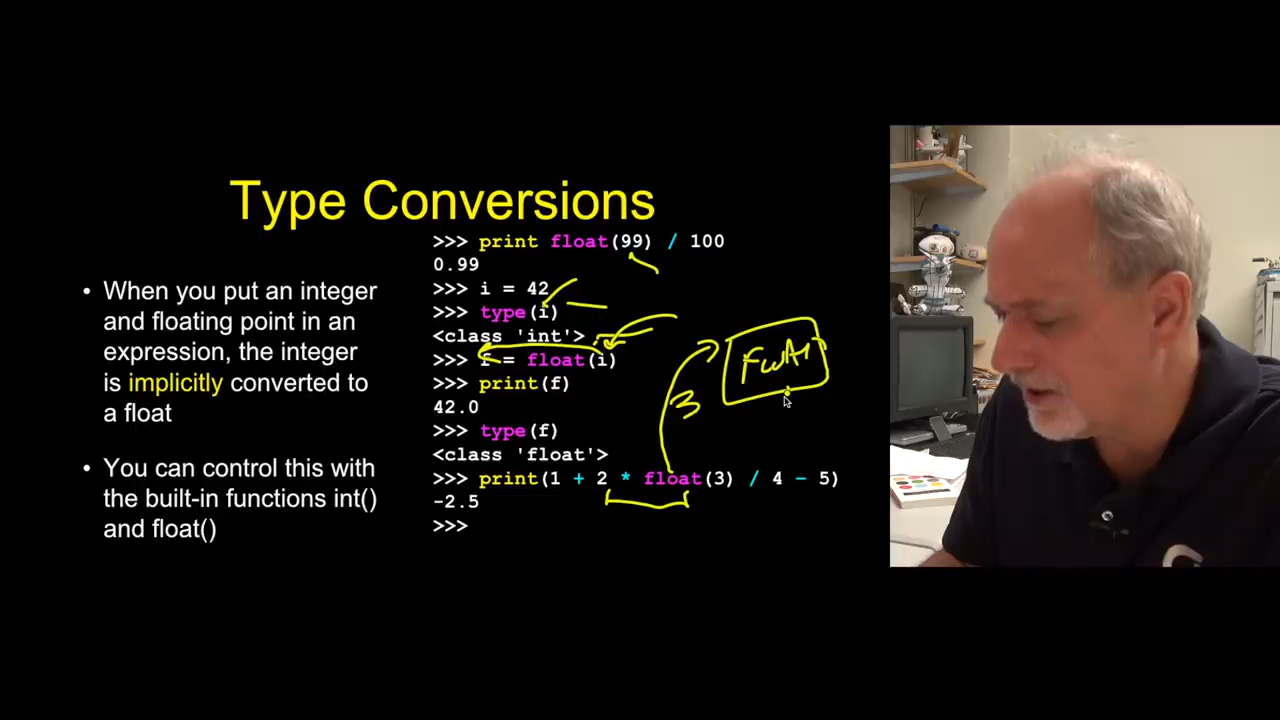 Type Conversions
• When you put an integer
and floating point in an
expression, the integer
is implicitly converted to
a float
• You can control this with
the built-in functions int()
and float()
>>> print float(99) / 100
0.99
>>> i = 42
>>> type(i)
<class 'int'>
>>> f = float(i)
>>> print(f)
42.0
>>> type(f)
<class 'float'>
>>> print(1 + 2 * float(3) / 4 - 5)
-2.5
>>>
3